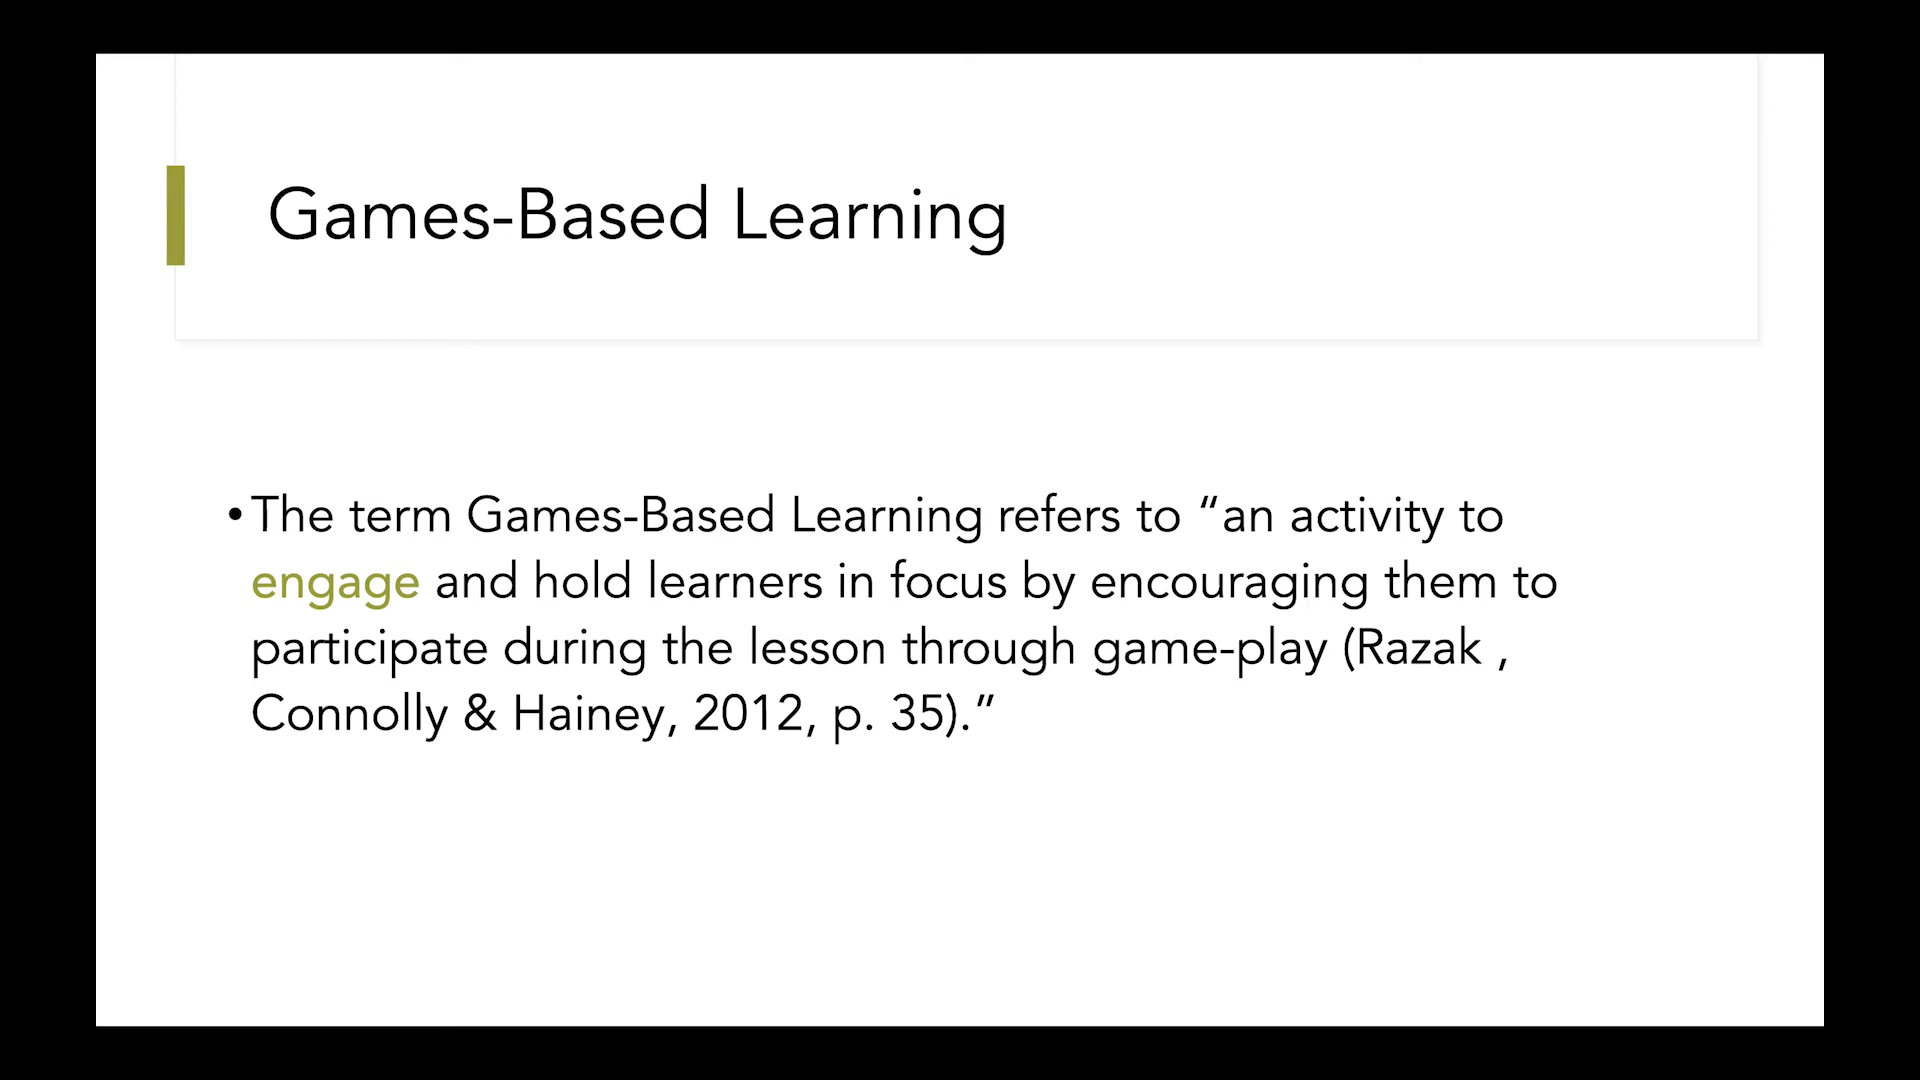 Games-Based Learning
•The term Games-Based Learning refers to “an activity to
engage and hold learners in focus by encouraging them to
participate during the lesson through game-play (Razak ,
Connolly & Hainey, 2012, p. 35).”